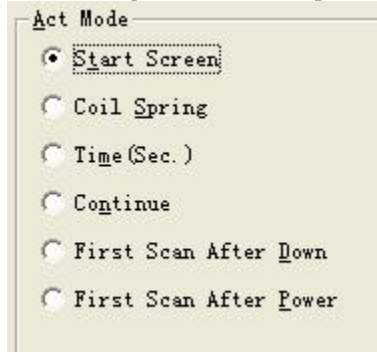 Act Mode
Start Screen
Coil Spring
Time(Sec.)
Continue
First Scan After Down
First Scan After Power